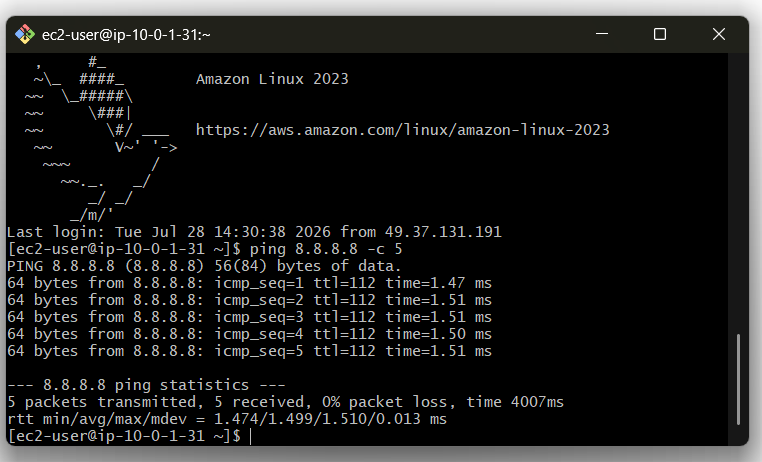 ec2-user@ip-10-0-1-31:~
   ,     #_
   ~\_  ####_        Amazon Linux 2023
  ~~  \_#####\
  ~~     \###|
  ~~       \#/ ___   https://aws.amazon.com/linux/amazon-linux-2023
   ~~       V~' '->
    ~~~         /
      ~~._.   _/
         _/ _/
       _/m/'
Last login: Tue Jul 28 14:30:38 2026 from 49.37.131.191
[ec2-user@ip-10-0-1-31 ~]$ ping 8.8.8.8 -c 5
PING 8.8.8.8 (8.8.8.8) 56(84) bytes of data.
64 bytes from 8.8.8.8: icmp_seq=1 ttl=112 time=1.47 ms
64 bytes from 8.8.8.8: icmp_seq=2 ttl=112 time=1.51 ms
64 bytes from 8.8.8.8: icmp_seq=3 ttl=112 time=1.51 ms
64 bytes from 8.8.8.8: icmp_seq=4 ttl=112 time=1.50 ms
64 bytes from 8.8.8.8: icmp_seq=5 ttl=112 time=1.51 ms

--- 8.8.8.8 ping statistics ---
5 packets transmitted, 5 received, 0% packet loss, time 4007ms
rtt min/avg/max/mdev = 1.474/1.499/1.510/0.013 ms
[ec2-user@ip-10-0-1-31 ~]$